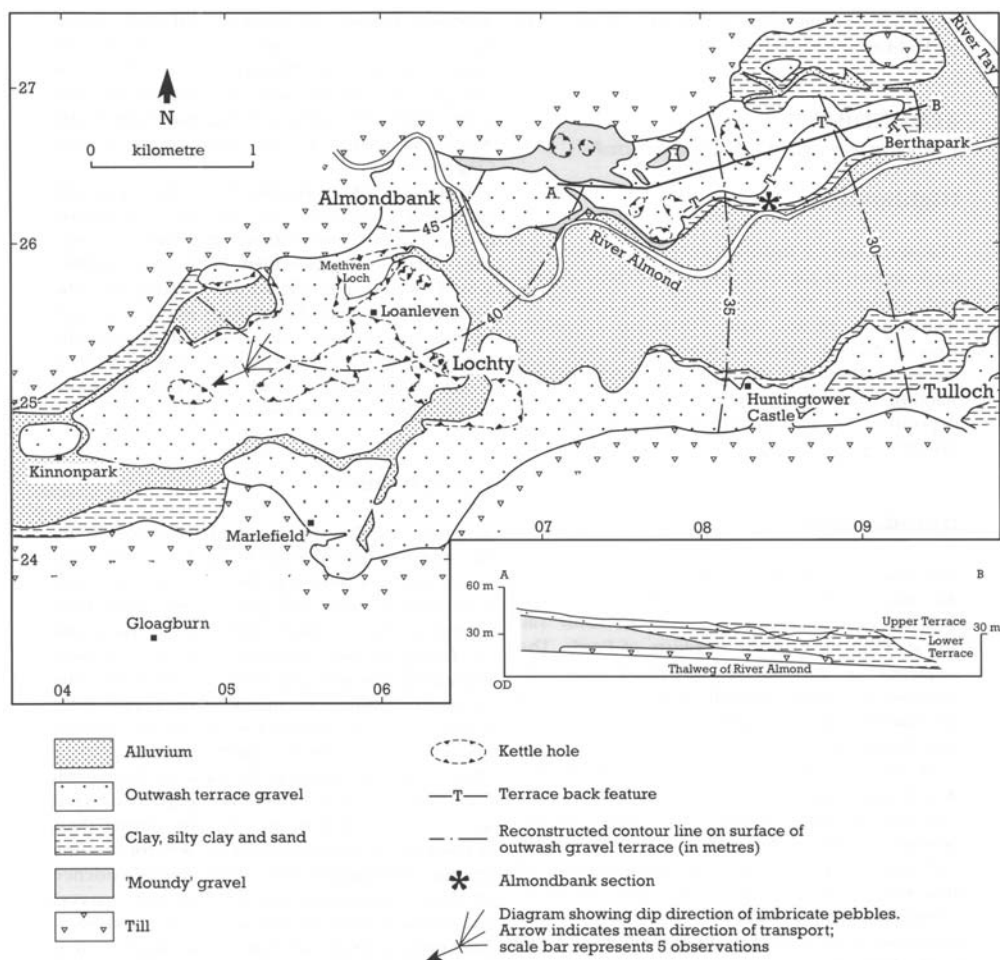 27
26
25
24
04
05
06
07
08
09
N
0 kilometre 1
River Tay
B
T
Berthapark
Almondbank
45
A
T
T
River Almond
30
Methven
Loch
Loanleven
40
35
Lochty
Huntingtower
Castle
Tulloch
Kinnonpark
Marlefield
Gloagburn
A
B
60 m
30 m
Upper Terrace
30 m
Lower
Terrace
Thalweg of River Almond
OD
Alluvium
Outwash terrace gravel
Clay, silty clay and sand
'Moundy' gravel
Till
Kettle hole
T Terrace back feature
Reconstructed contour line on surface of
outwash gravel terrace (in metres)
Almondbank section
Diagram showing dip direction of imbricate pebbles.
Arrow indicates mean direction of transport;
scale bar represents 5 observations